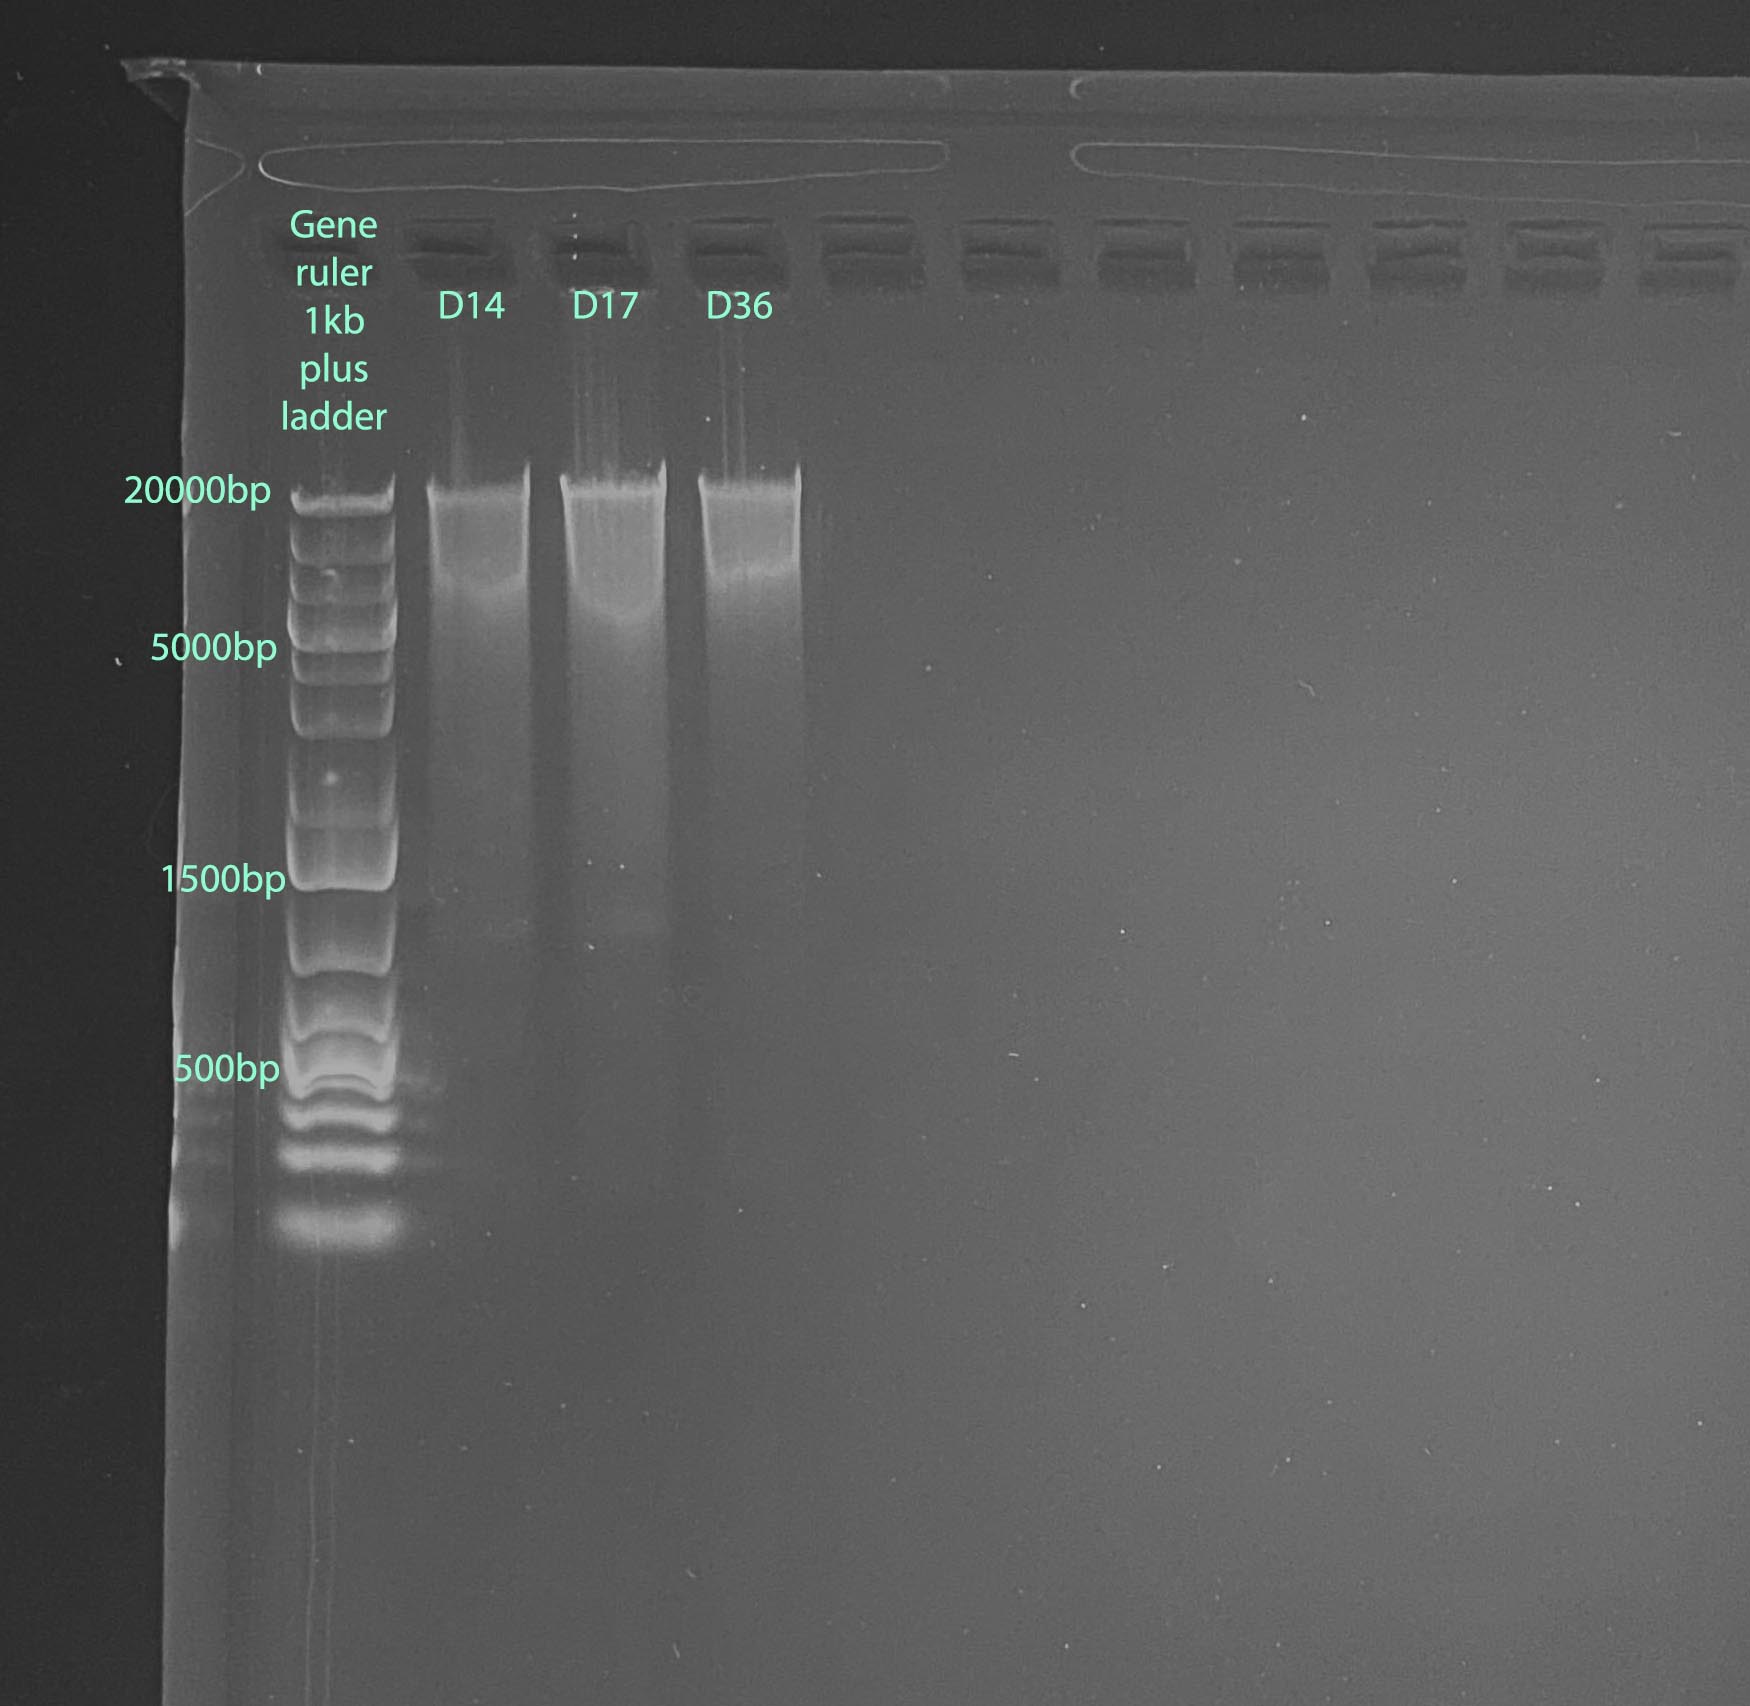 Gene
ruler
1kb
plus
ladder
D14
D17
D36
20000bp
5000bp
1500bp
500bp